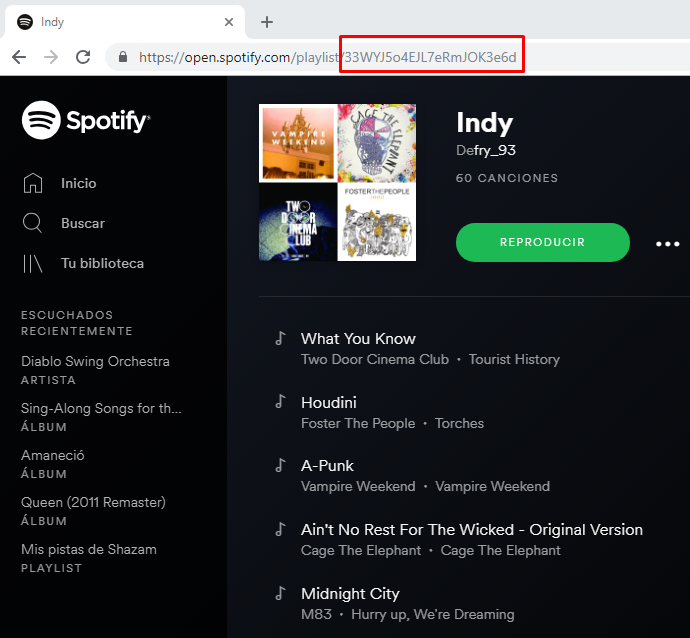 Indy
https://open.spotify.com/playlist/33WYJ5o4EJL7eRmJOK3e6d
Spotify
Inicio
Buscar
Tu biblioteca
ESCUCHADOS
RECIENTEMENTE
Diablo Swing Orchestra
ARTISTA
Sing-Along Songs for th...
ÁLBUM
Amaneció
ÁLBUM
Queen (2011 Remaster)
ÁLBUM
Mis pistas de Shazam
PLAYLIST
VAMPIRE
WEEKEND
CAGE THE ELEPHANT
TWO
DOOR
CINEMA
CLUB
FOSTER THE PEOPLE
Indy
De fry_93
60 CANCIONES
REPRODUCIR
What You Know
Two Door Cinema Club • Tourist History
Houdini
Foster The People • Torches
A-Punk
Vampire Weekend • Vampire Weekend
Ain't No Rest For The Wicked - Original Version
Cage The Elephant • Cage The Elephant
Midnight City
M83 • Hurry up, We're Dreaming